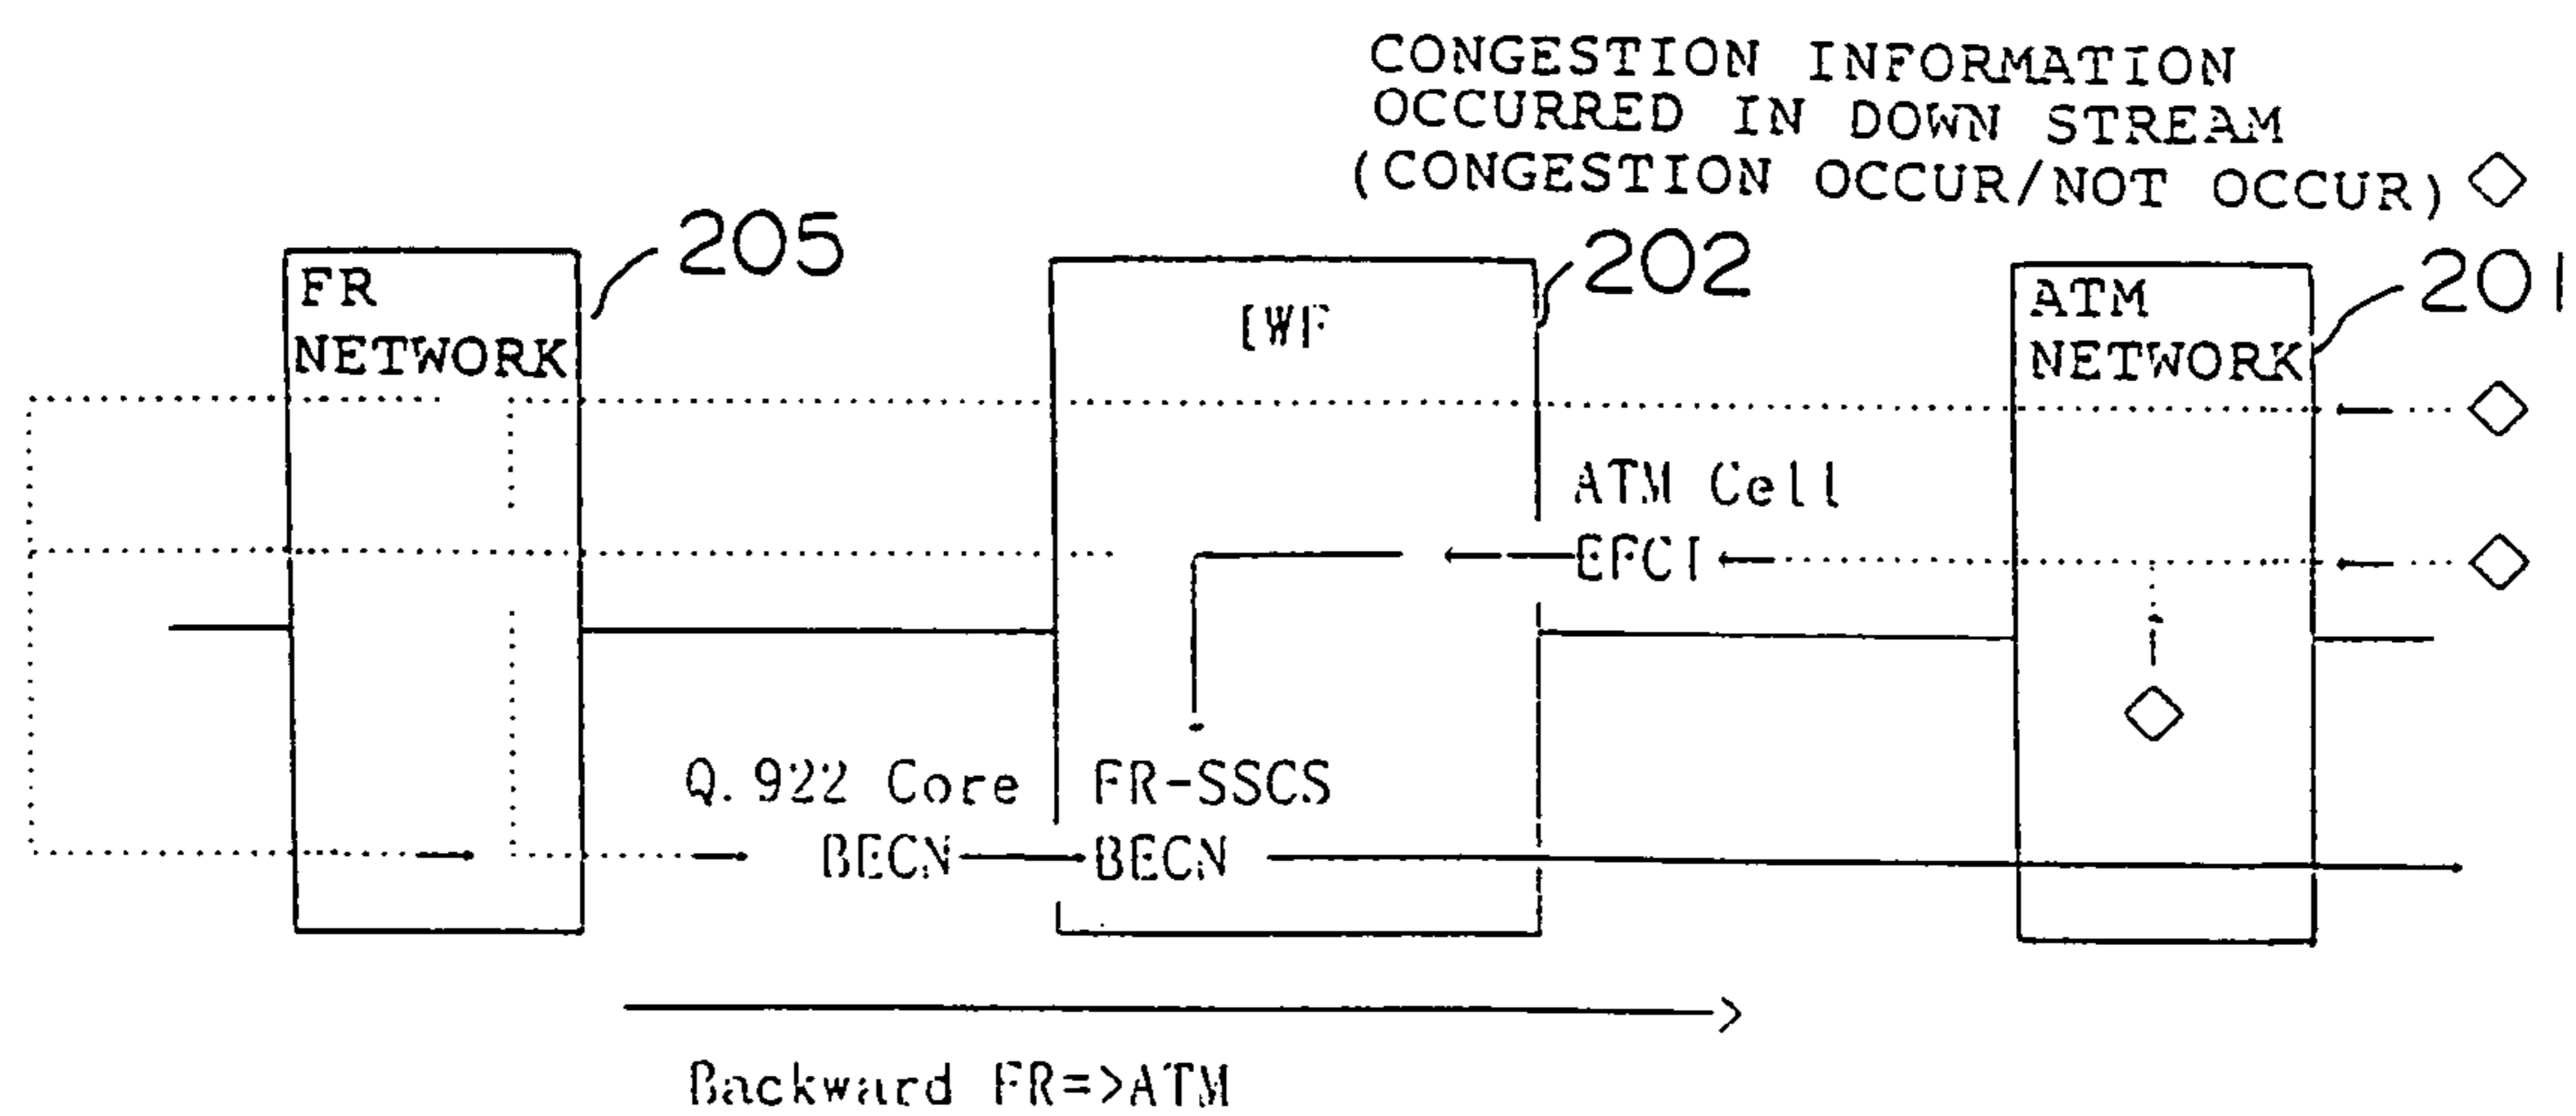 CONGESTION INFORMATION
OCCURRED IN DOWN STREAM
(CONGESTION OCCUR/NOT OCCUR)
205
202
201
FR
NETWORK
IWF
ATM
NETWORK
ATM Cell
EFCI
Q.922 Core
FR-SSCS
BECN
BECN
Backward FR=>ATM